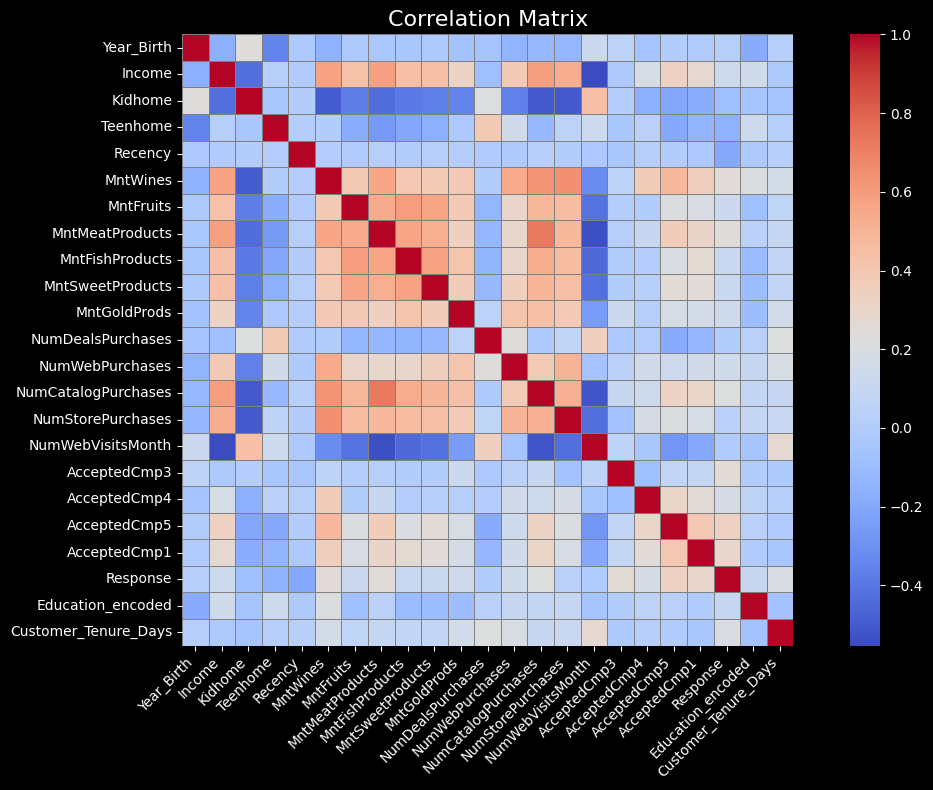 Correlation Matrix
Year_Birth
Income
Kidhome
Teenhome
Recency
MntWines
MntFruits
MntMeatProducts
MntFishProducts
MntSweetProducts
MntGoldProds
NumDealsPurchases
NumWebPurchases
NumCatalogPurchases
NumStorePurchases
NumWebVisitsMonth
AcceptedCmp3
AcceptedCmp4
AcceptedCmp5
AcceptedCmp1
Response
Education_encoded
Customer_Tenure_Days
Year_Birth
Income
Kidhome
Teenhome
Recency
MntWines
MntFruits
MntMeatProducts
MntFishProducts
MntSweetProducts
MntGoldProds
NumDealsPurchases
NumWebPurchases
NumCatalogPurchases
NumStorePurchases
NumWebVisitsMonth
AcceptedCmp3
AcceptedCmp4
AcceptedCmp5
AcceptedCmp1
Response
Education_encoded
Customer_Tenure_Days
1.0
0.8
0.6
0.4
0.2
0.0
−0.2
−0.4